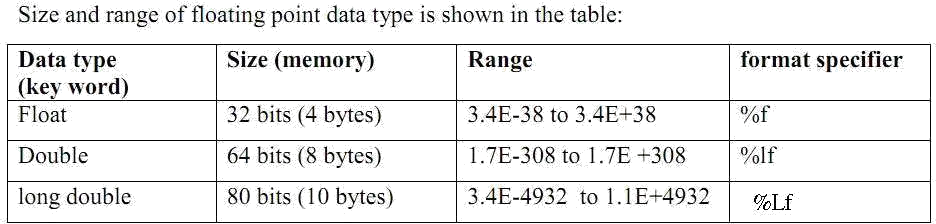 Size and range of floating point data type is shown in the table:
Data type (key word) Size (memory) Range format specifier
Float 32 bits (4 bytes) 3.4E-38 to 3.4E+38 %f
Double 64 bits (8 bytes) 1.7E-308 to 1.7E +308 %lf
long double 80 bits (10 bytes) 3.4E-4932 to 1.1E+4932 %Lf